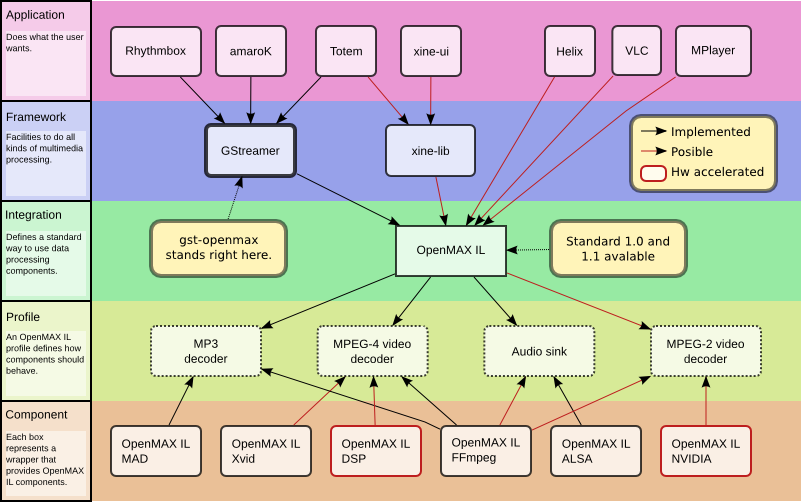 Application
Does what the user
wants.
Rhythmbox
amaroK
Totem
xine-ui
Helix
VLC
MPlayer
Framework
Facilities to do all
kinds of multimedia
processing.
GStreamer
xine-lib
Implemented
Posible
Hw accelerated
Integration
Defines a standard
way to use data
processing
components.
gst-openmax
stands right here.
OpenMAX IL
Standard 1.0 and
1.1 avalable
Profile
An OpenMAX IL
profile defines how
components should
behave.
MP3
decoder
MPEG-4 video
decoder
Audio sink
MPEG-2 video
decoder
Component
Each box
represents a
wrapper that
provides OpenMAX
IL components.
OpenMAX IL
MAD
OpenMAX IL
Xvid
OpenMAX IL
DSP
OpenMAX IL
FFmpeg
OpenMAX IL
ALSA
OpenMAX IL
NVIDIA